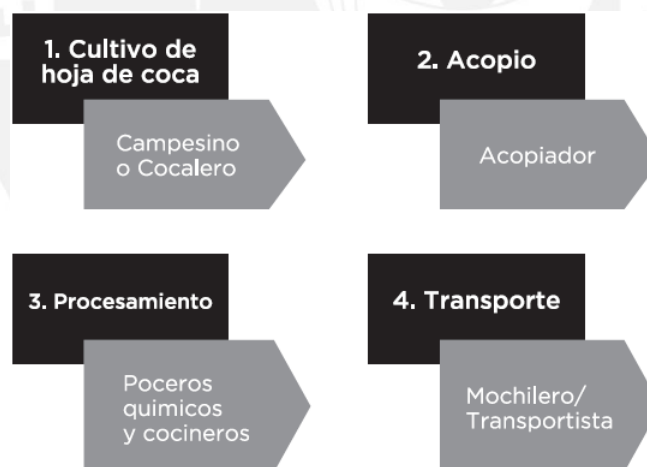 1. Cultivo de
hoja de coca
Campesino
o Cocalero
2. Acopio
Acopiador
3. Procesamiento
Poceros
quimicos
y cocineros
4. Transporte
Mochilero/
Transportista